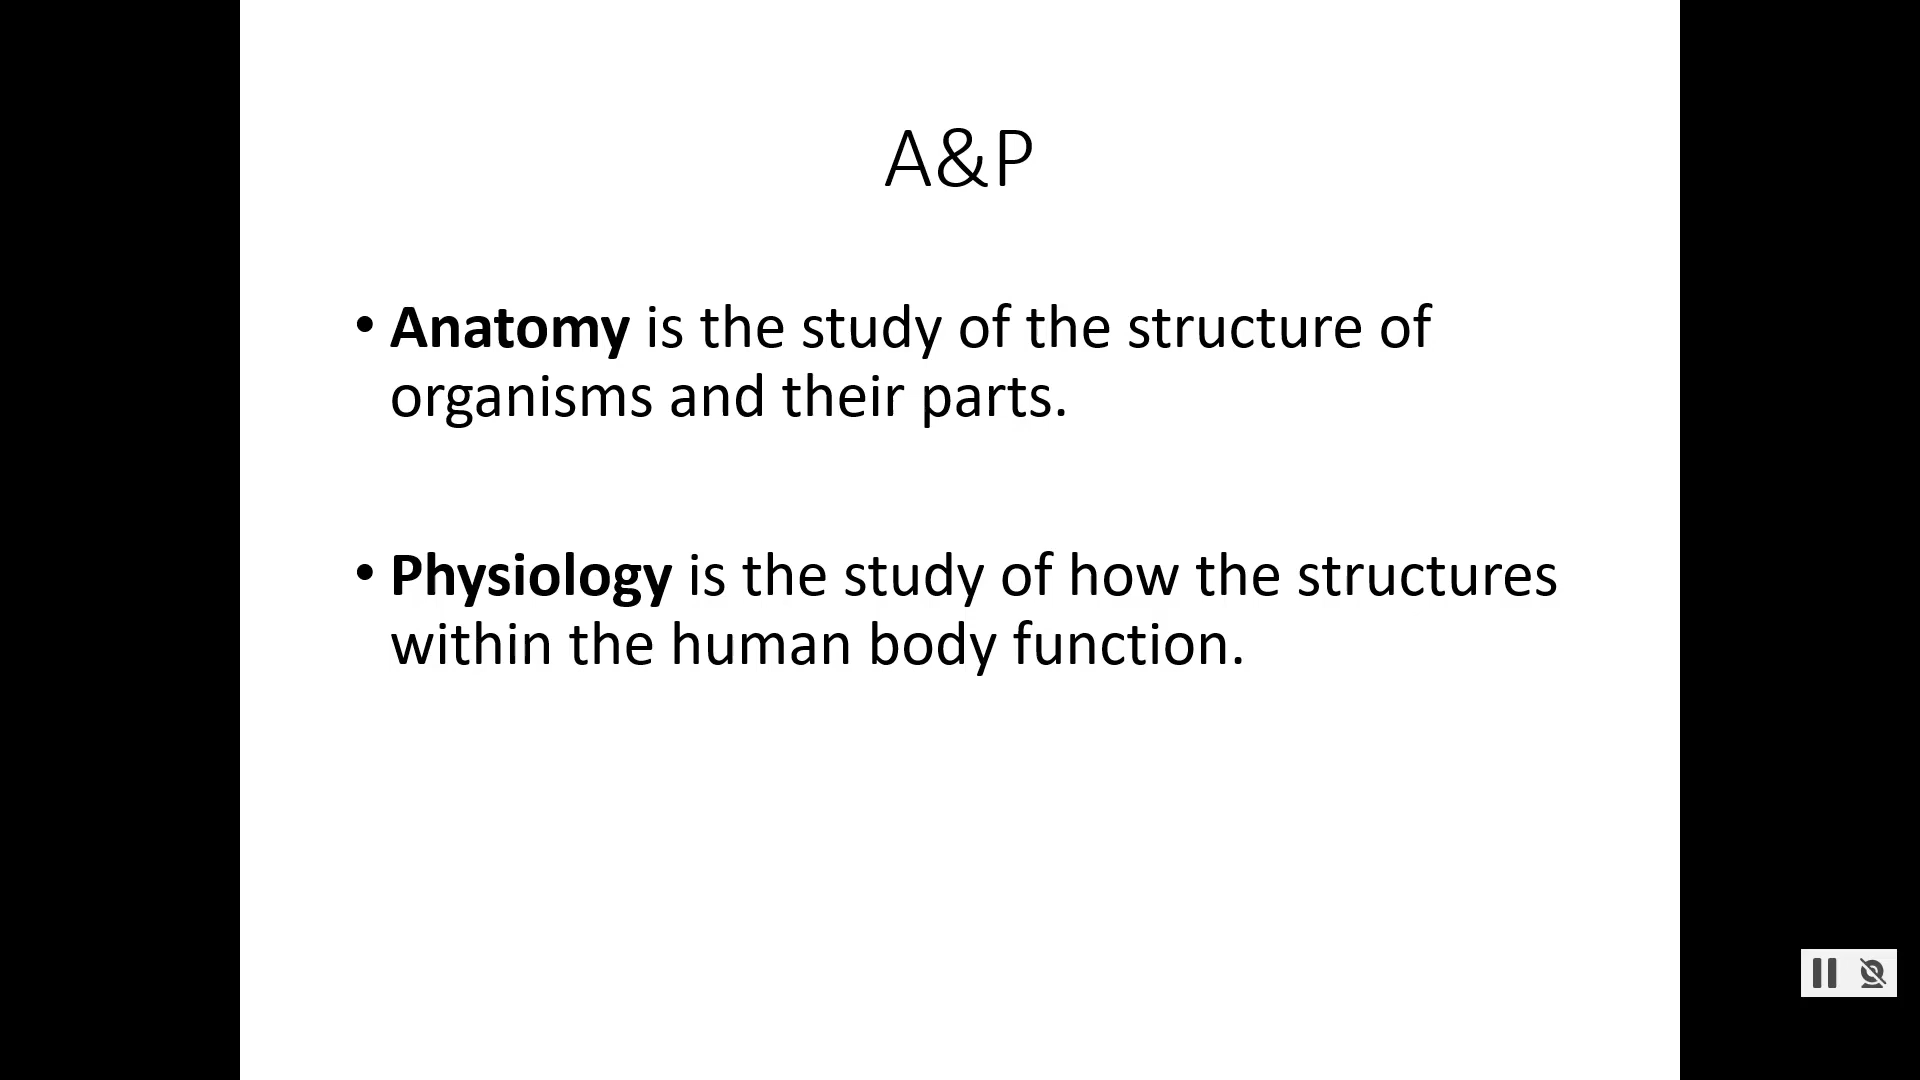 A&P
• Anatomy is the study of the structure of
organisms and their parts.
• Physiology is the study of how the structures
within the human body function.